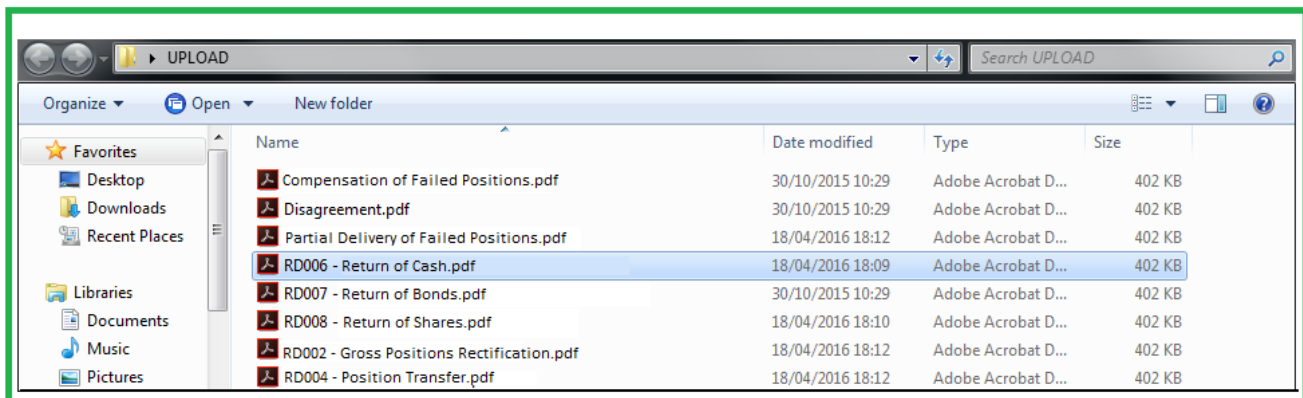 UPLOAD Search UPLOAD
Organize Open New folder
Favorites Name Date modified Type Size
Desktop Compensation of Failed Positions.pdf 30/10/2015 10:29 Adobe Acrobat D... 402 KB
Downloads Disagreement.pdf 30/10/2015 10:29 Adobe Acrobat D... 402 KB
Recent Places Partial Delivery of Failed Positions.pdf 18/04/2016 18:12 Adobe Acrobat D... 402 KB
RD006 - Return of Cash.pdf 18/04/2016 18:09 Adobe Acrobat D... 402 KB
Libraries RD007 - Return of Bonds.pdf 30/10/2015 10:29 Adobe Acrobat D... 402 KB
Documents RD008 - Return of Shares.pdf 18/04/2016 18:10 Adobe Acrobat D... 402 KB
Music RD002 - Gross Positions Rectification.pdf 18/04/2016 18:12 Adobe Acrobat D... 402 KB
Pictures RD004 - Position Transfer.pdf 18/04/2016 18:12 Adobe Acrobat D... 402 KB